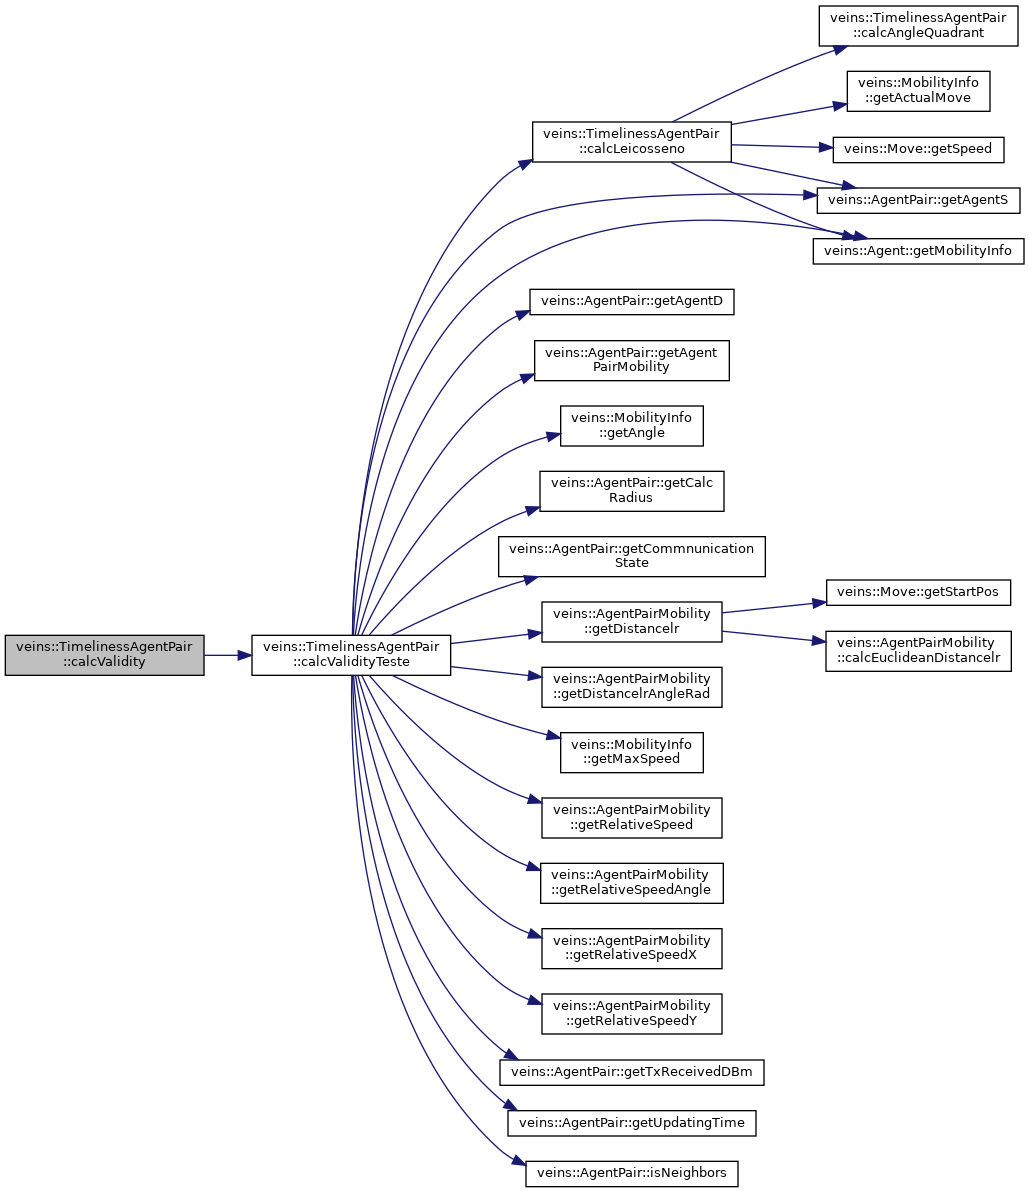 veins::TimelinessAgentPair
::calcValidity
veins::TimelinessAgentPair
::calcValidityTeste
veins::TimelinessAgentPair
::calcLeicosseno
veins::TimelinessAgentPair
::calcAngleQuadrant
veins::MobilityInfo
::getActualMove
veins::Move::getSpeed
veins::AgentPair::getAgentS
veins::Agent::getMobilityInfo
veins::AgentPair::getAgentD
veins::AgentPair::getAgent
PairMobility
veins::MobilityInfo
::getAngle
veins::AgentPair::getCalc
Radius
veins::AgentPair::getCommnunication
State
veins::AgentPairMobility
::getDistanceIr
veins::Move::getStartPos
veins::AgentPairMobility
::calcEuclideanDistanceIr
veins::AgentPairMobility
::getDistanceIrAngleRad
veins::MobilityInfo
::getMaxSpeed
veins::AgentPairMobility
::getRelativeSpeed
veins::AgentPairMobility
::getRelativeSpeedAngle
veins::AgentPairMobility
::getRelativeSpeedX
veins::AgentPairMobility
::getRelativeSpeedY
veins::AgentPair::getTxReceivedDBm
veins::AgentPair::getUpdatingTime
veins::AgentPair::isNeighbors